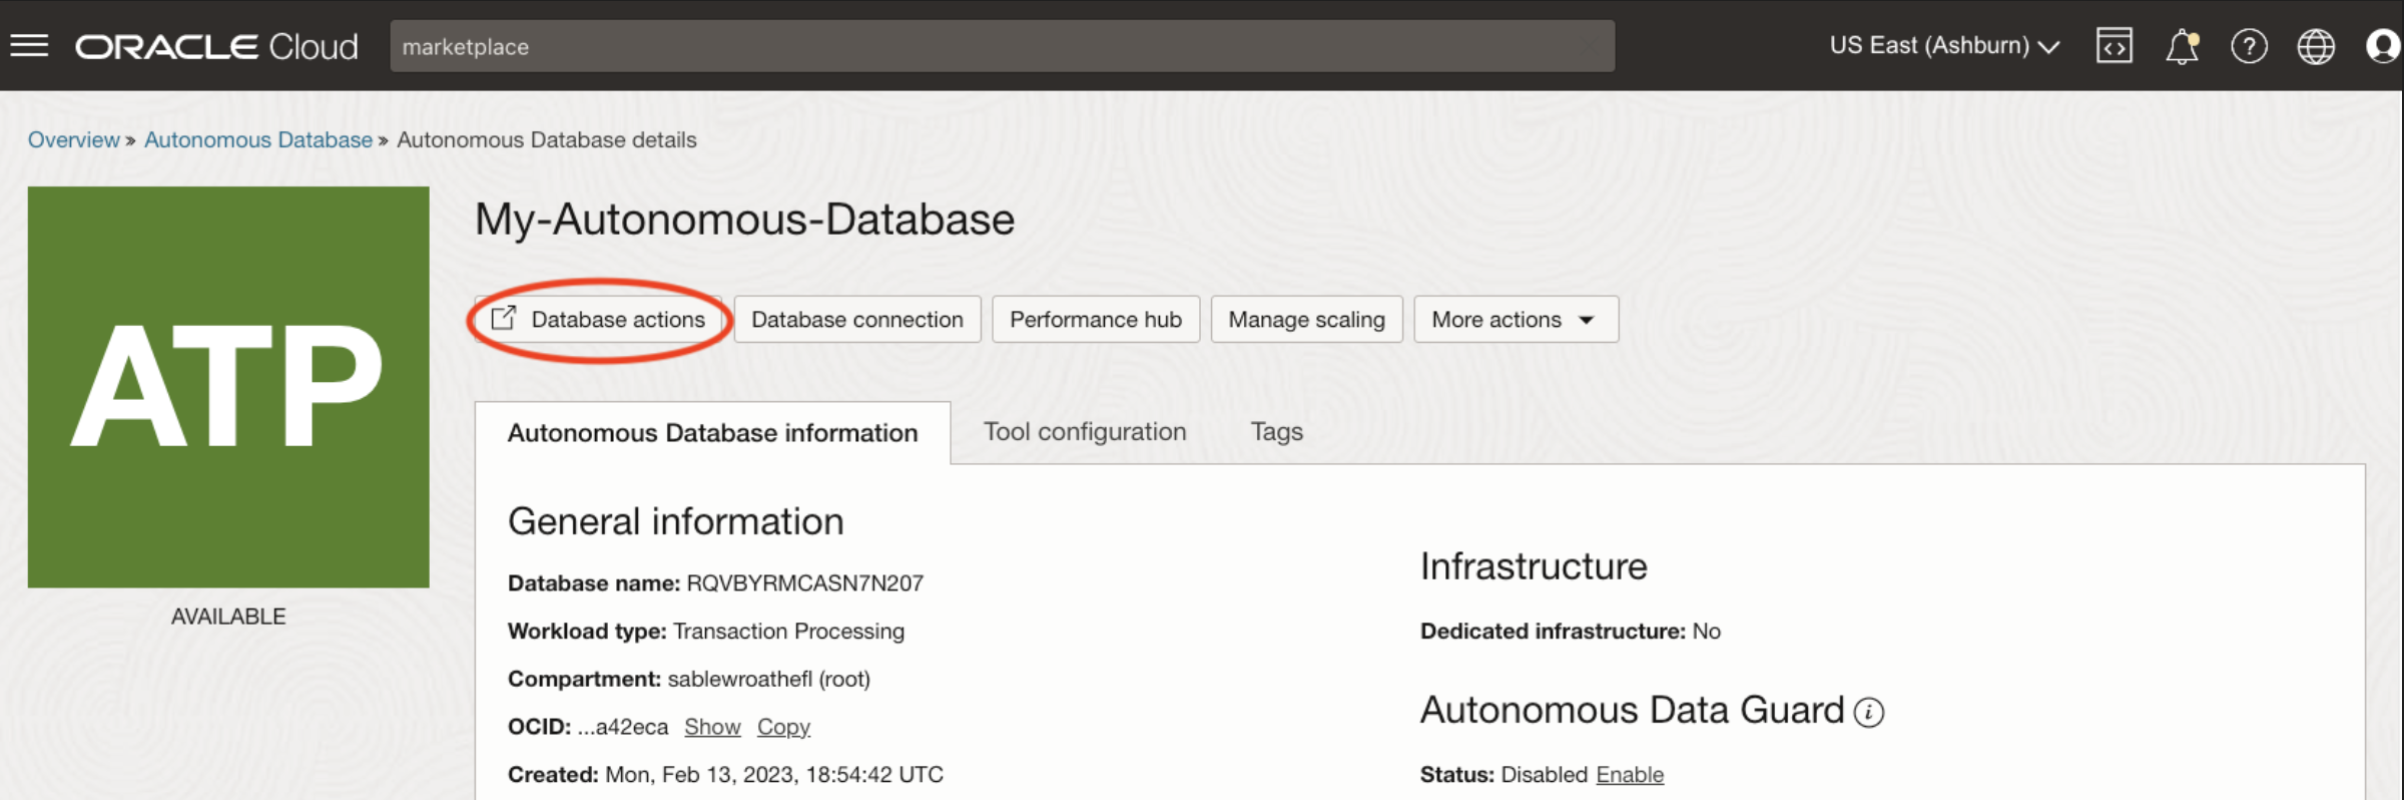 ORACLE Cloud
marketplace
US East (Ashburn)
Overview » Autonomous Database » Autonomous Database details
ATP
AVAILABLE
My-Autonomous-Database
Database actions
Database connection
Performance hub
Manage scaling
More actions
Autonomous Database information
Tool configuration
Tags
General information
Database name: RQVBYRMCASN7N207
Workload type: Transaction Processing
Compartment: sablewroathefl (root)
OCID: ...a42eca Show Copy
Created: Mon, Feb 13, 2023, 18:54:42 UTC
Infrastructure
Dedicated infrastructure: No
Autonomous Data Guard
Status: Disabled Enable